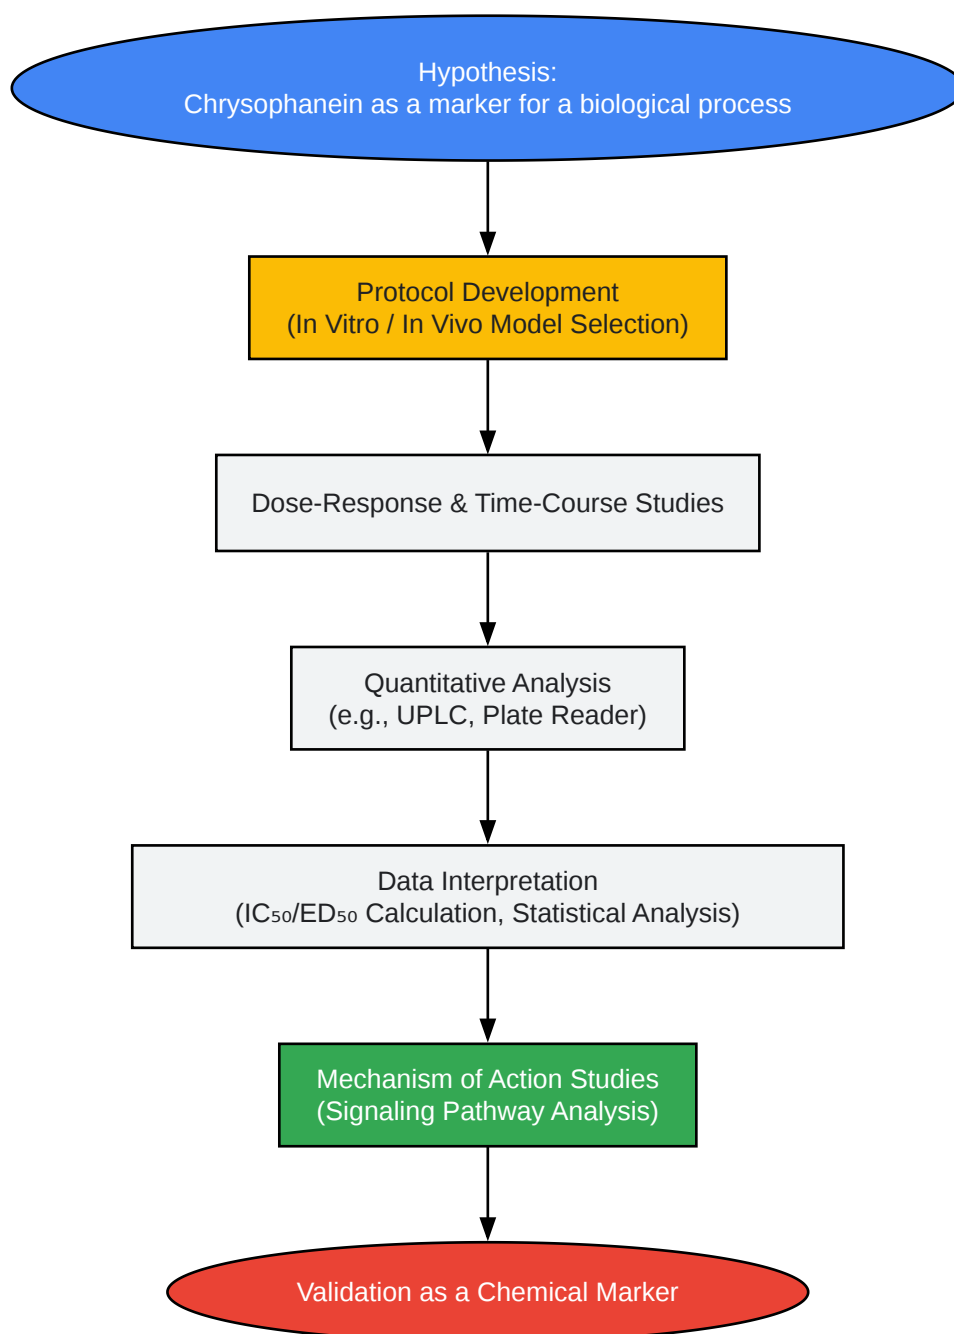 Hypothesis:
Chrysophanein as a marker for a biological process
Protocol Development
(In Vitro / In Vivo Model Selection)
Dose-Response & Time-Course Studies
Quantitative Analysis
(e.g., UPLC, Plate Reader)
Data Interpretation
(IC₅₀/ED₅₀ Calculation, Statistical Analysis)
Mechanism of Action Studies
(Signaling Pathway Analysis)
Validation as a Chemical Marker